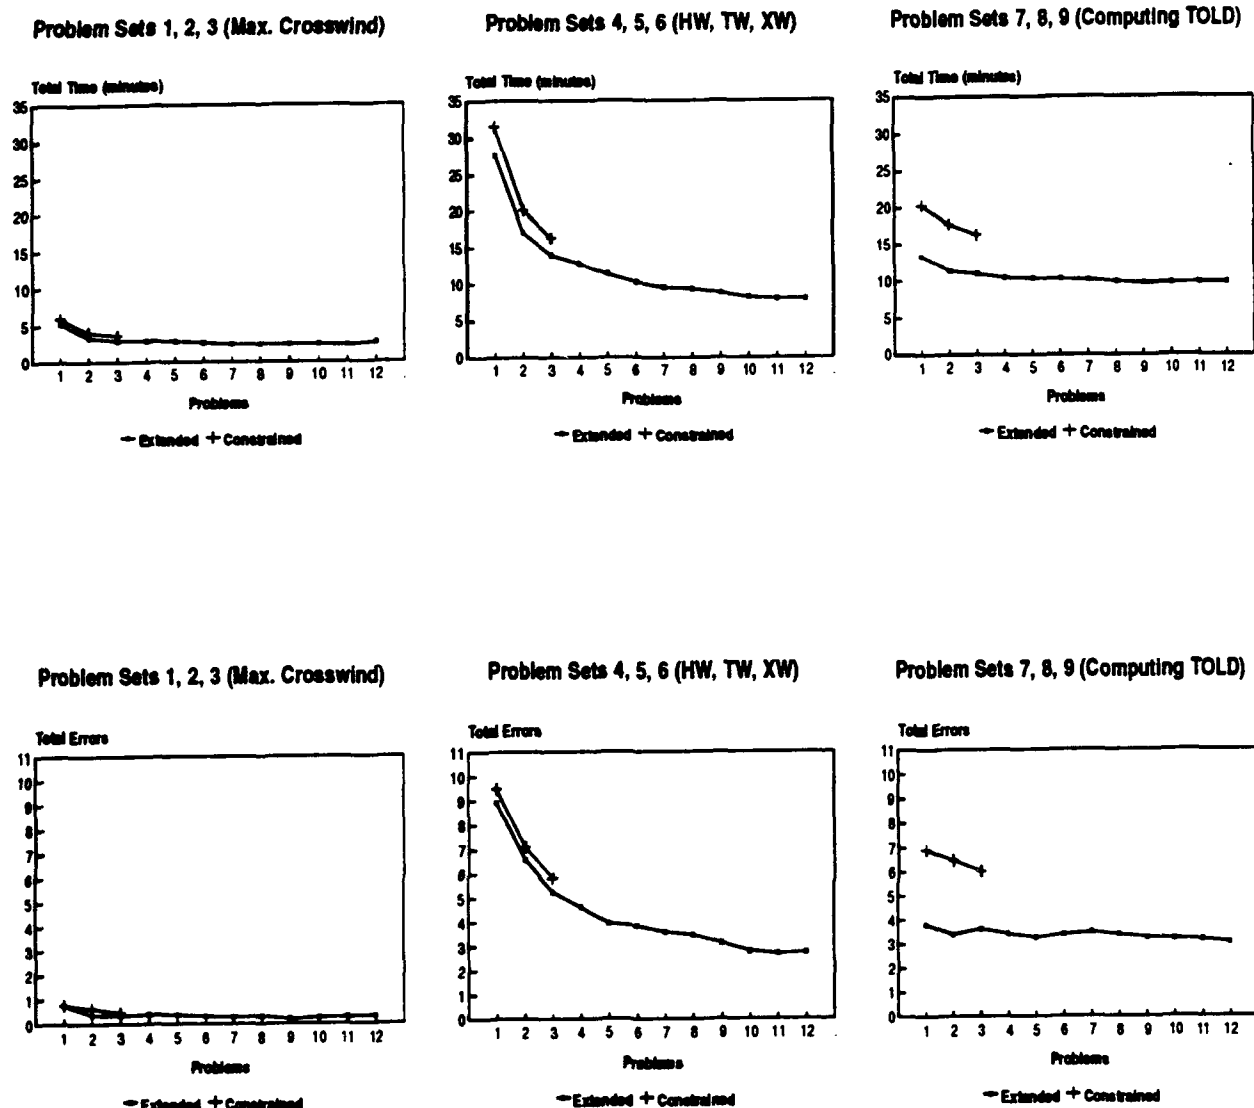 Problem Sets 1, 2, 3 (Max. Crosswind)
Total Time (minutes)
35
30
25
20
15
10
5
0
1 2 3 4 5 6 7 8 9 10 11 12
Problems
Extended + Constrained
Problem Sets 4, 5, 6 (HW, TW, XW)
Total Time (minutes)
35
30
25
20
15
10
5
0
1 2 3 4 5 6 7 8 9 10 11 12
Problems
Extended + Constrained
Problem Sets 7, 8, 9 (Computing TOLD)
Total Time (minutes)
35
30
25
20
15
10
5
0
1 2 3 4 5 6 7 8 9 10 11 12
Problems
Extended + Constrained
Problem Sets 1, 2, 3 (Max. Crosswind)
Total Errors
11
10
9
8
7
6
5
4
3
2
1
0
1 2 3 4 5 6 7 8 9 10 11 12
Problems
Extended + Constrained
Problem Sets 4, 5, 6 (HW, TW, XW)
Total Errors
11
10
9
8
7
6
5
4
3
2
1
0
1 2 3 4 5 6 7 8 9 10 11 12
Problems
Extended + Constrained
Problem Sets 7, 8, 9 (Computing TOLD)
Total Errors
11
10
9
8
7
6
5
4
3
2
1
0
1 2 3 4 5 6 7 8 9 10 11 12
Problems
Extended + Constrained